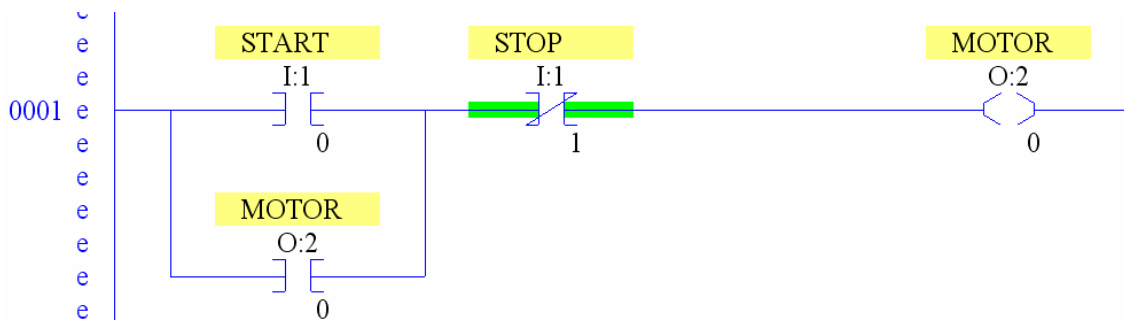 e
e
START STOP MOTOR
e
I:1 I:1 O:2
0001 e
e
0 1 0
e
e
MOTOR
e
O:2
e
e
0